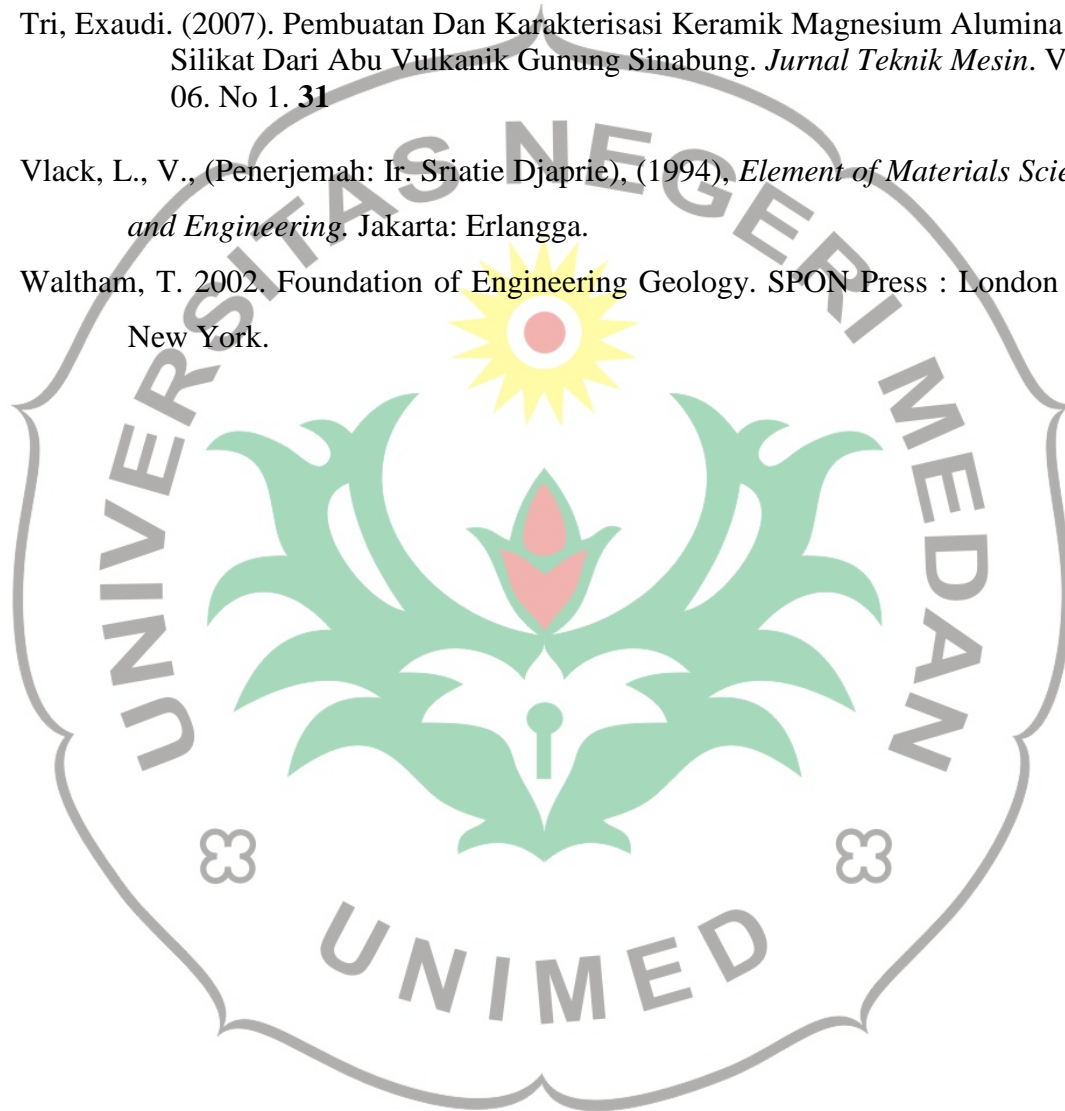 Tri, Exaudi. (2007). Pembuatan Dan Karakterisasi Keramik Magnesium Alumina
Silikat Dari Abu Vulkanik Gunung Sinabung. Jurnal Teknik Mesin. V
06. No 1. 31
Vlack, L., V., (Penerjemah: Ir. Sriatie Djaprie), (1994), Element of Materials Scie
and Engineering. Jakarta: Erlangga.
Waltham, T. 2002. Foundation of Engineering Geology. SPON Press : London
New York.
UNIVERSITAS NEGERI MEDAN
UNIMED